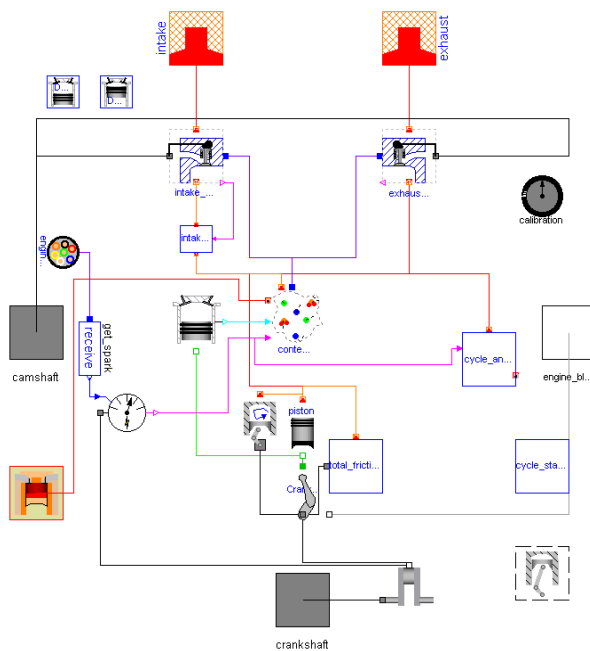 intake
exhaust
D...
D...
intake_...
exhaus...
calibration
engin...
intak...
get_spark
receive
conte...
cycle_an...
camshaft
engine_bl...
piston
total_fricti...
cycle_sta...
Cran...
crankshaft